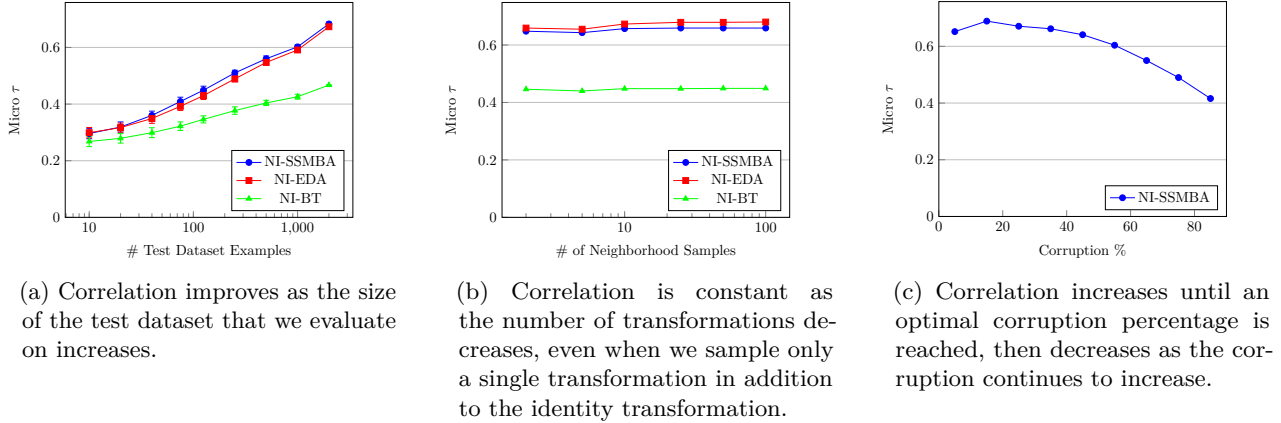 Micro τ
0.6
0.4
0.2
0
10
100
1,000
# Test Dataset Examples
NI-SSMBA
NI-EDA
NI-BT
(a) Correlation improves as the size
of the test dataset that we evaluate
on increases.
Micro τ
0.6
0.4
0.2
0
10
100
# of Neighborhood Samples
NI-SSMBA
NI-EDA
NI-BT
(b) Correlation is constant as
the number of transformations de-
creases, even when we sample only
a single transformation in addition
to the identity transformation.
Micro τ
0.6
0.4
0.2
0
0
20
40
60
80
Corruption %
NI-SSMBA
(c) Correlation increases until an
optimal corruption percentage is
reached, then decreases as the cor-
ruption continues to increase.